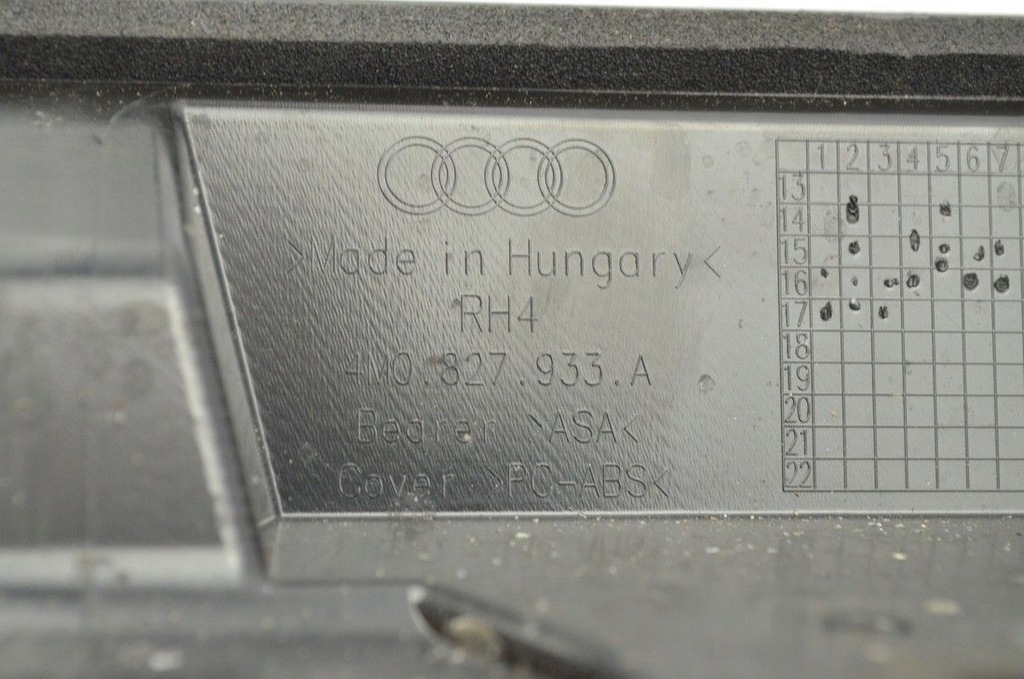 >Made in Hungary<
RH4
4M0.827.933.A
Bearer >ASA<
Cover >PC-ABS<
1 2 3 4 5 6 7
13
14
15
16
17
18
19
20
21
22